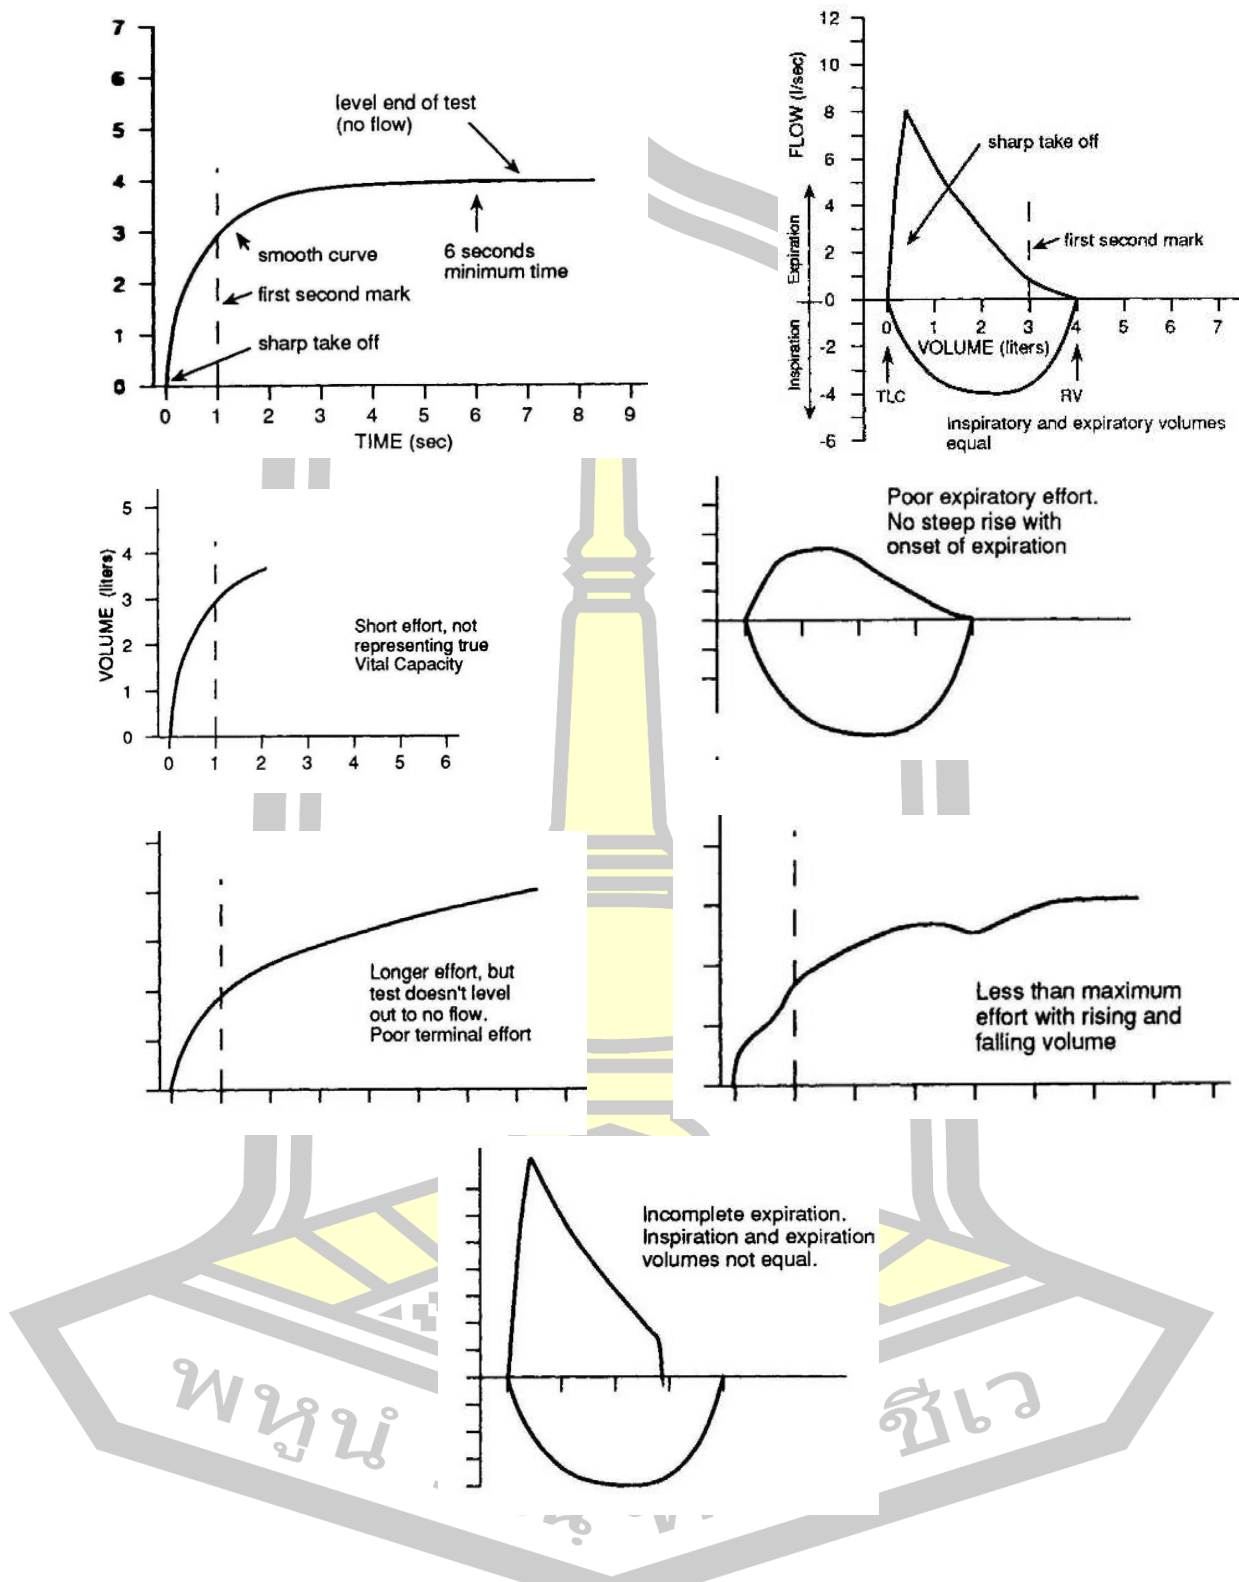 7
6
5
4
3
2
1
0
level end of test
(no flow)
smooth curve
6 seconds
minimum time
first second mark
sharp take off
0 1 2 3 4 5 6 7 8 9
TIME (sec)
12
10
8
6
4
2
0
-2
-4
-6
FLOW (l/sec)
Expiration
Inspiration
sharp take off
first second mark
0 1 2 3 4 5 6 7
VOLUME (liters)
TLC
RV
Inspiratory and expiratory volumes
equal
VOLUME (liters)
5
4
3
2
1
0
Short effort, not
representing true
Vital Capacity
0 1 2 3 4 5 6
Poor expiratory effort.
No steep rise with
onset of expiration
Longer effort, but
test doesn't level
out to no flow.
Poor terminal effort
Less than maximum
effort with rising and
falling volume
Incomplete expiration.
Inspiration and expiration
volumes not equal.
พหูนํ
ชีเว